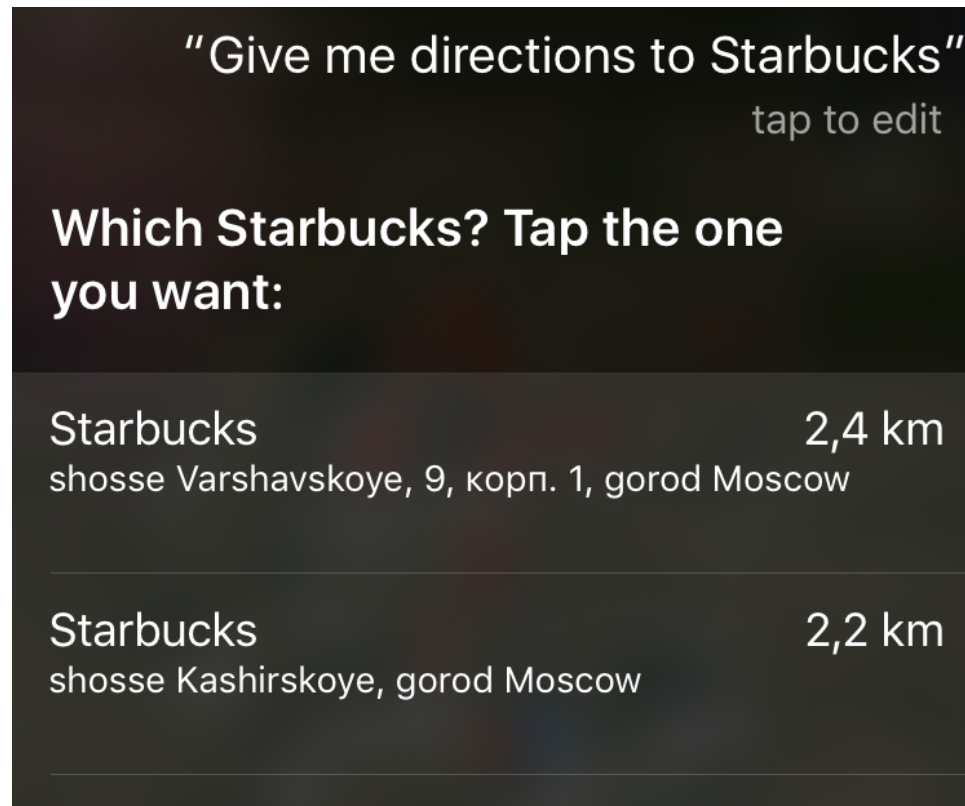 “Give me directions to Starbucks”
tap to edit
Which Starbucks? Tap the one
you want:
Starbucks 2,4 km
shosse Varshavskoye, 9, корп. 1, gorod Moscow
Starbucks 2,2 km
shosse Kashirskoye, gorod Moscow